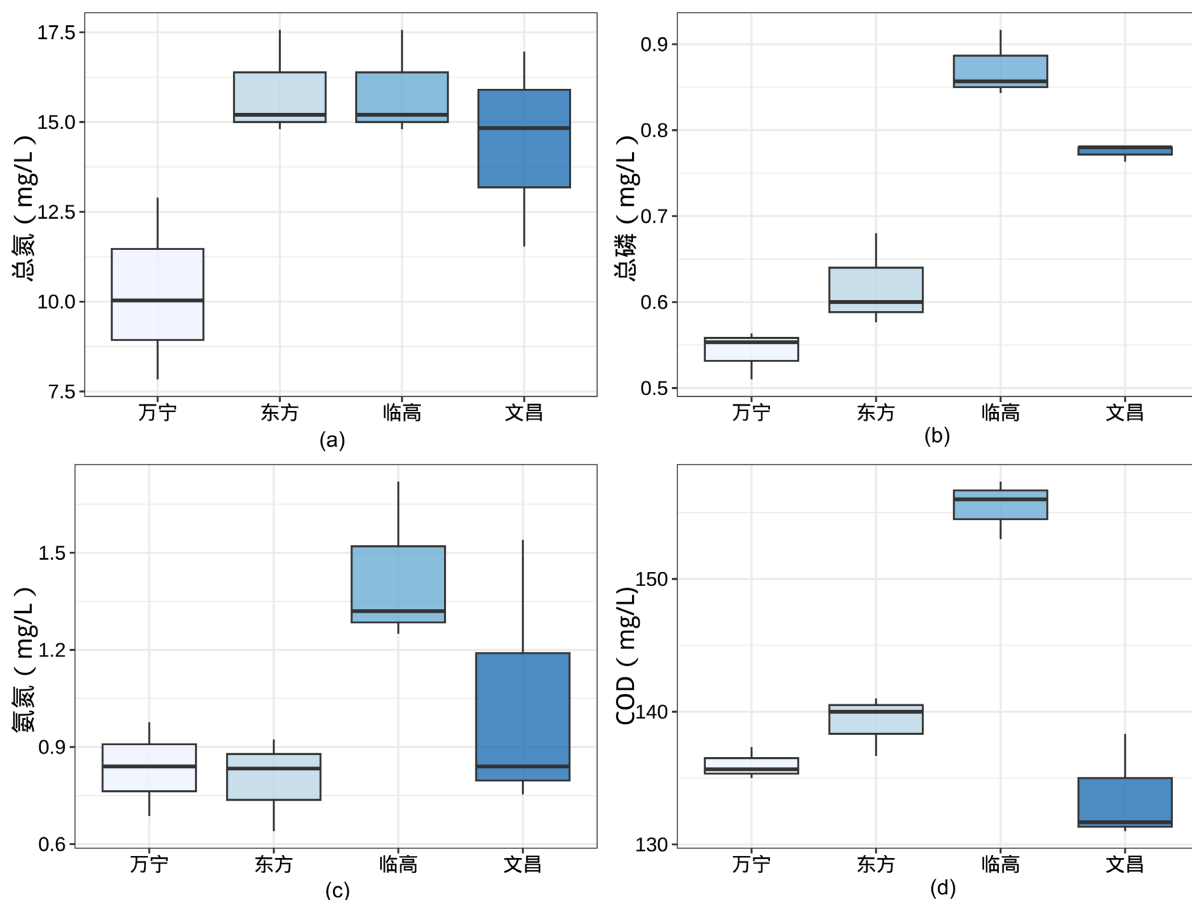 总氮（mg/L）
17.5
15.0
12.5
10.0
7.5
万宁 东方 临高 文昌
(a)
总磷（mg/L）
0.9
0.8
0.7
0.6
0.5
万宁 东方 临高 文昌
(b)
氨氮（mg/L）
1.5
1.2
0.9
0.6
万宁 东方 临高 文昌
(c)
COD（mg/L)
150
140
130
万宁 东方 临高 文昌
(d)